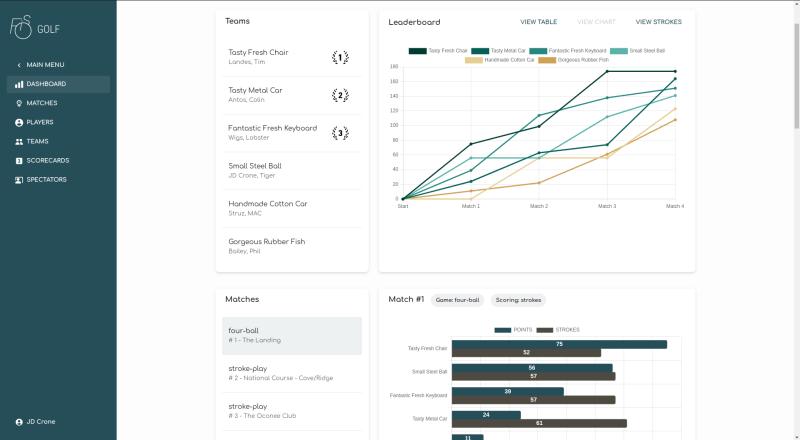 FOS GOLF
MAIN MENU
DASHBOARD
MATCHES
PLAYERS
TEAMS
SCORECARDS
SPECTATORS
JD Crone
Teams
Tasty Fresh Chair
Landes, Tim
1
Tasty Metal Car
Antos, Colin
2
Fantastic Fresh Keyboard
Wigs, Lobster
3
Small Steel Ball
JD Crone, Tiger
Handmade Cotton Car
Struz, MAC
Gorgeous Rubber Fish
Bailey, Phil
Leaderboard
VIEW TABLE
VIEW CHART
VIEW STROKES
Tasty Fresh Chair Tasty Metal Car Fantastic Fresh Keyboard Small Steel Ball
Handmade Cotton Car Gorgeous Rubber Fish
180
160
140
120
100
80
60
40
20
0
Start Match 1 Match 2 Match 3 Match 4
Matches
four-ball
# 1 - The Landing
stroke-play
# 2 - National Course - Cove/Ridge
stroke-play
# 3 - The Oconee Club
Match #1
Game: four-ball
Scoring: strokes
POINTS STROKES
Tasty Fresh Chair
75
52
Small Steel Ball
56
57
Fantastic Fresh Keyboard
39
57
Tasty Metal Car
24
61
11